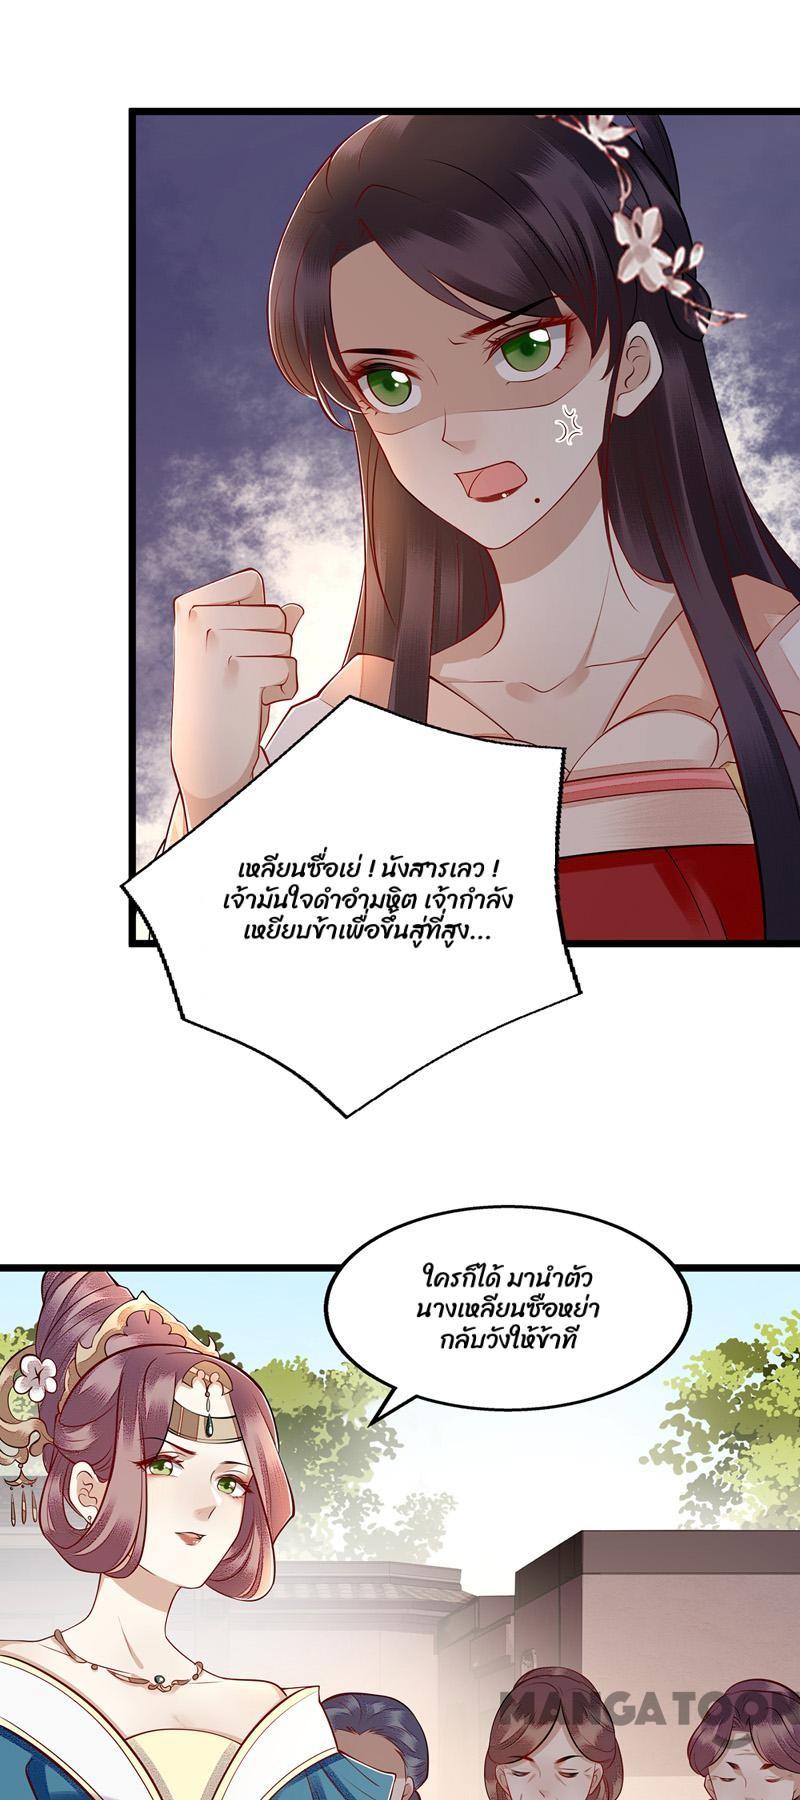 เหลียนซื่อเย่ ! นังสารเลว !
เจ้ามันใจดำอำมหิต เจ้ากำลัง
เหยียบข้าเพื่อขึ้นสู่ที่สูง...
ใครก็ได้ มานำตัว
นางเหลียนซือหย่า
กลับวังให้ข้าที
MANGATOON